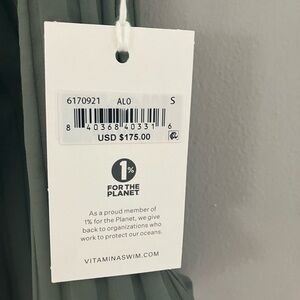 6170921 ALO S
8 40368 40331 6
USD $175.00
1%
FOR THE
PLANET
As a proud member of
1% for the Planet, we give
back to organizations who
work to protect our oceans.
VITAMINASWIM.COM